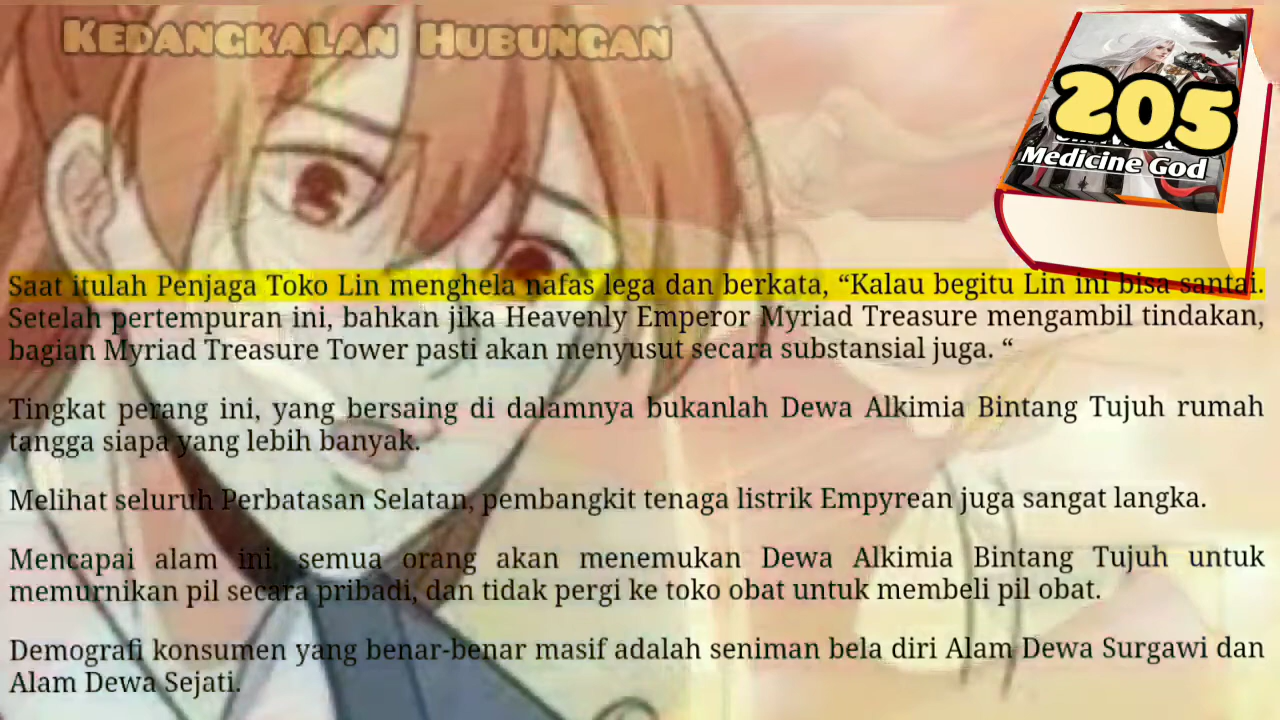 KEDANGKALAN HUBUNGAN
205
Medicine God
Saat itulah Penjaga Toko Lin menghela nafas lega dan berkata, “Kalau begitu Lin ini bisa santai.
Setelah pertempuran ini, bahkan jika Heavenly Emperor Myriad Treasure mengambil tindakan,
bagian Myriad Treasure Tower pasti akan menyusut secara substansial juga. “
Tingkat perang ini, yang bersaing di dalamnya bukanlah Dewa Alkimia Bintang Tujuh rumah
tangga siapa yang lebih banyak.
Melihat seluruh Perbatasan Selatan, pembangkit tenaga listrik Empyrean juga sangat langka.
Mencapai alam ini, semua orang akan menemukan Dewa Alkimia Bintang Tujuh untuk
memurnikan pil secara pribadi, dan tidak pergi ke toko obat untuk membeli pil obat.
Demografi konsumen yang benar-benar masif adalah seniman bela diri Alam Dewa Surgawi dan
Alam Dewa Sejati.